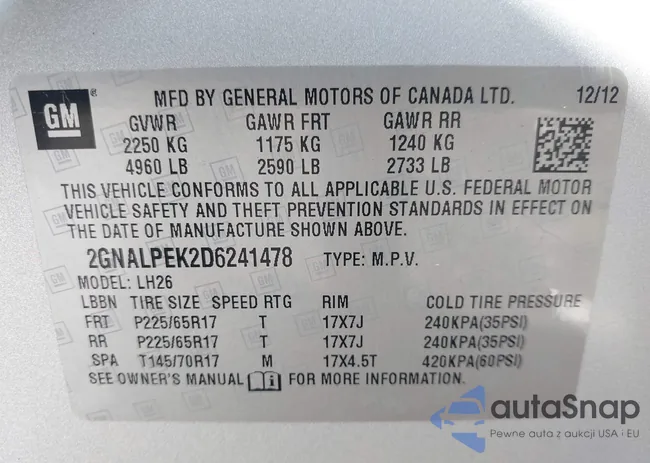 GM
MFD BY GENERAL MOTORS OF CANADA LTD. 12/12
GVWR GAWR FRT GAWR RR
2250 KG 1175 KG 1240 KG
4960 LB 2590 LB 2733 LB
THIS VEHICLE CONFORMS TO ALL APPLICABLE U.S. FEDERAL MOTOR
VEHICLE SAFETY AND THEFT PREVENTION STANDARDS IN EFFECT ON
THE DATE OF MANUFACTURE SHOWN ABOVE.
2GNALPEK2D6241478 TYPE: M.P.V.
MODEL: LH26
LBBN TIRE SIZE SPEED RTG RIM COLD TIRE PRESSURE
FRT P225/65R17 T 17X7J 240KPA(35PSI)
RR P225/65R17 T 17X7J 240KPA(35PSI)
SPA T145/70R17 M 17X4.5T 420KPA(60PSI)
SEE OWNER'S MANUAL i FOR MORE INFORMATION.
autaSnap
Pewne auta z aukcji USA i EU